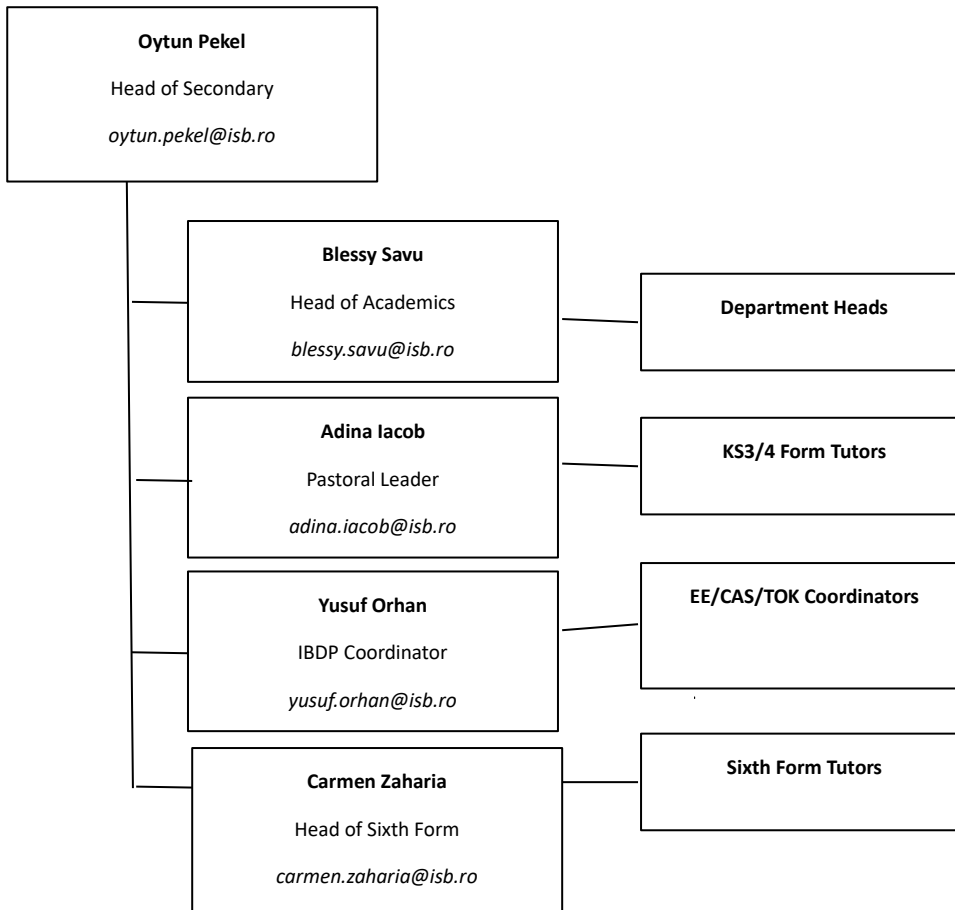 Oytun Pekel
Head of Secondary
oytun.pekel@isb.ro
Blessy Savu
Head of Academics
blessy.savu@isb.ro
Department Heads
Adina Iacob
Pastoral Leader
adina.iacob@isb.ro
KS3/4 Form Tutors
Yusuf Orhan
IBDP Coordinator
yusuf.orhan@isb.ro
EE/CAS/TOK Coordinators
Carmen Zaharia
Head of Sixth Form
carmen.zaharia@isb.ro
Sixth Form Tutors